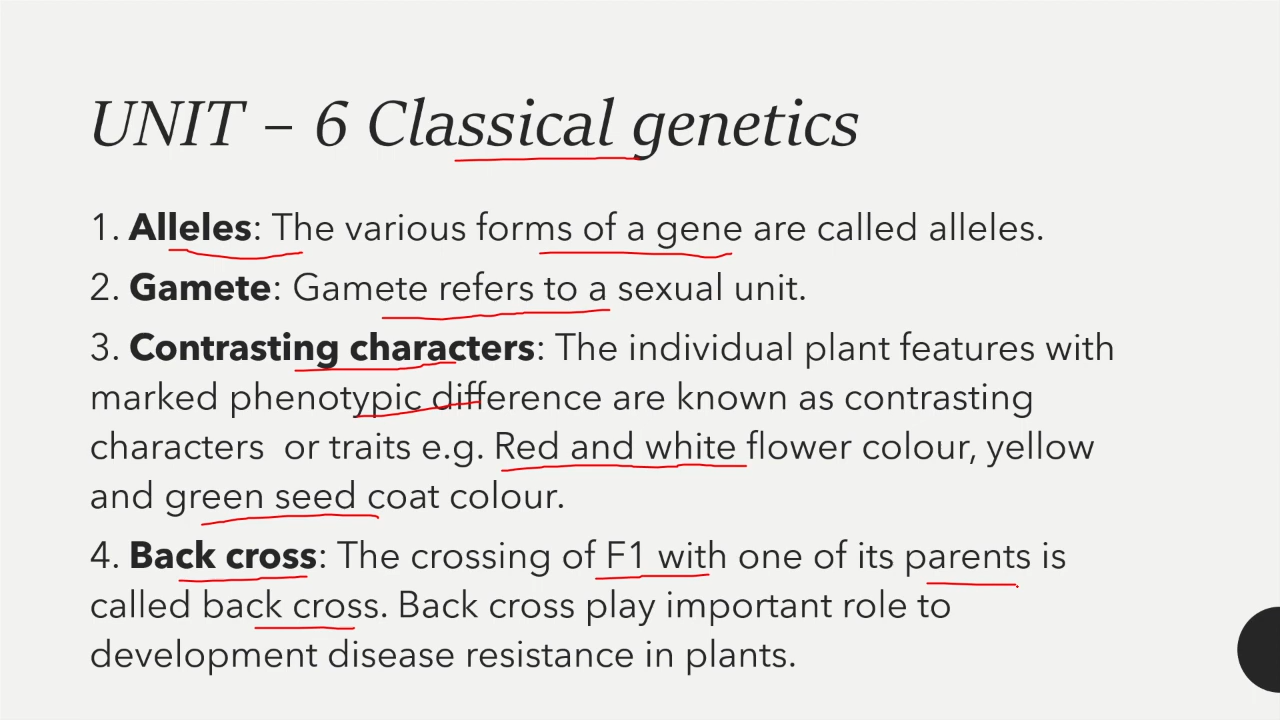 UNIT – 6 Classical genetics
1. Alleles: The various forms of a gene are called alleles.
2. Gamete: Gamete refers to a sexual unit.
3. Contrasting characters: The individual plant features with
marked phenotypic difference are known as contrasting
characters  or traits e.g. Red and white flower colour, yellow
and green seed coat colour.
4. Back cross: The crossing of F1 with one of its parents is
called back cross. Back cross play important role to
development disease resistance in plants.